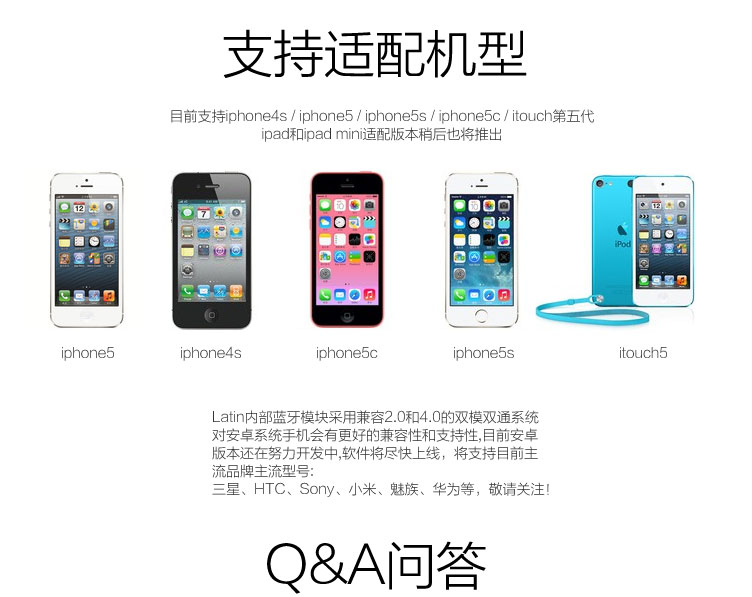 支持适配机型
目前支持iphone4s / iphone5 / iphone5s / iphone5c / itouch第五代
ipad和ipad mini适配版本稍后也将推出
iPod
iphone5
iphone4s
iphone5c
iphone5s
itouch5
Latin内部蓝牙模块采用兼容2.0和4.0的双模双通系统
对安卓系统手机会有更好的兼容性和支持性,目前安卓
版本还在努力开发中,软件将尽快上线，将支持目前主
流品牌主流型号:
三星、HTC、Sony、小米、魅族、华为等，敬请关注！
Q&A问答